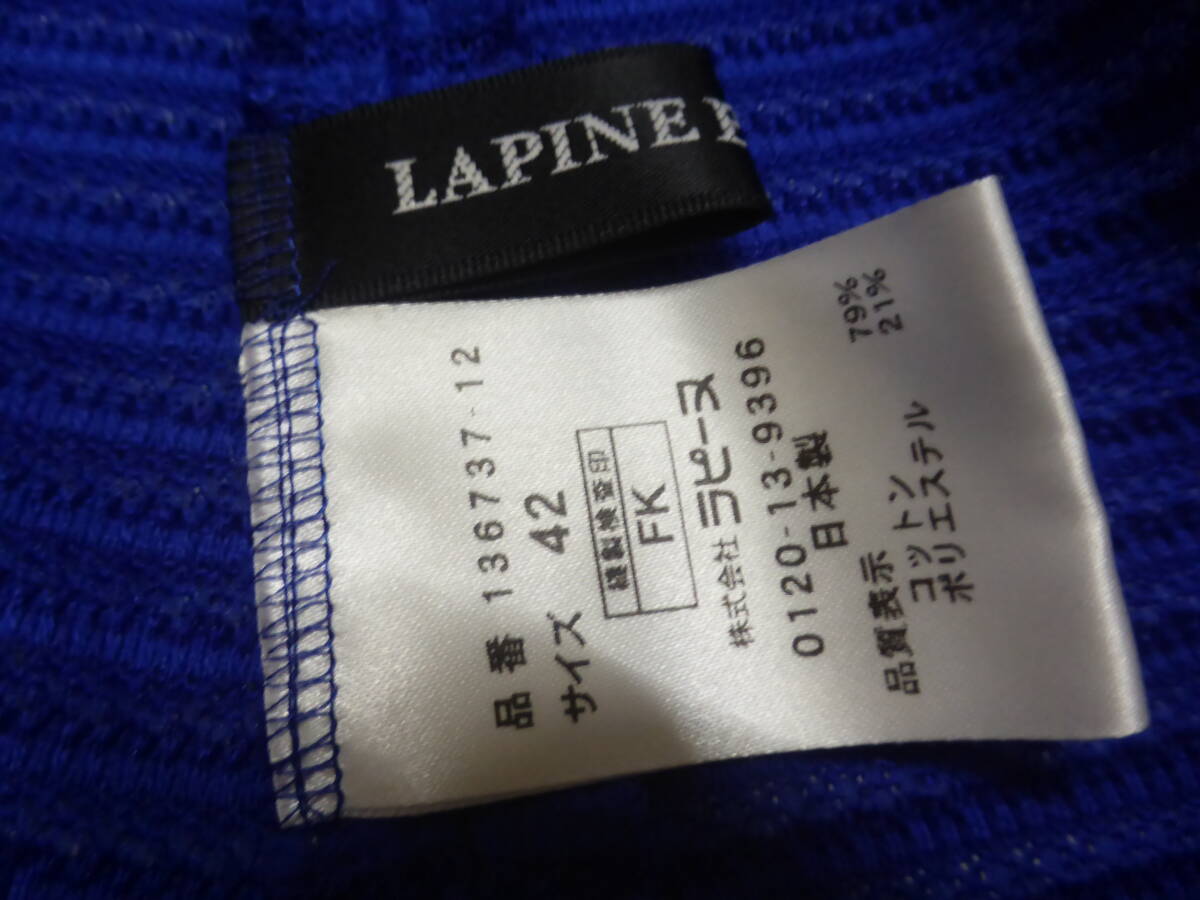 LAPINE
品番 136737-12
サイズ 42
縫製検査印
FK
株式会社 ラピーヌ
0120-13-9396
日本製
品質表示
コットン 79%
ポリエステル 21%